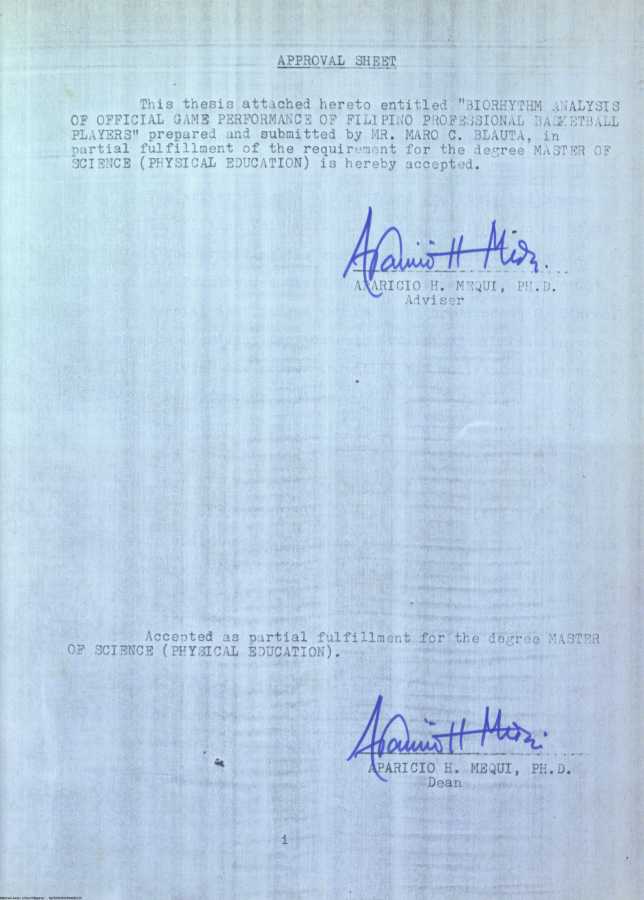 APPROVAL SHEET
This thesis attached hereto entitled "BIORHYTHM ANALYSIS
OF OFFICIAL GAME PERFORMANCE OF FILIPINO PROFESSIONAL BASKETBALL
PLAYERS" prepared and submitted by MR. MARO C. BLAUTA, in
partial fulfillment of the requirement for the degree MASTER OF
SCIENCE (PHYSICAL EDUCATION) is hereby accepted.
APARICIO H. MEQUI, PH.D.
Adviser
Accepted as partial fulfillment for the degree MASTER
OF SCIENCE (PHYSICAL EDUCATION).
APARICIO H. MEQUI, PH.D.
Dean
i